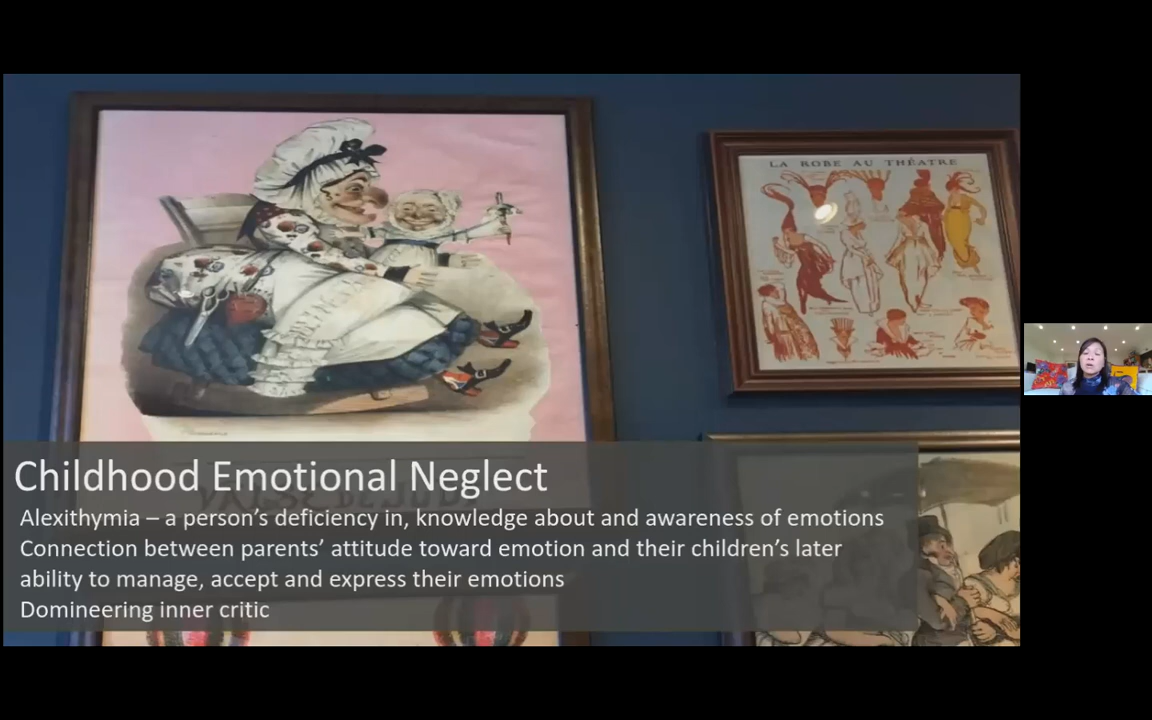 LA ROBE AU THÉATRE
Childhood Emotional Neglect
Alexithymia – a person's deficiency in, knowledge about and awareness of emotions
Connection between parents' attitude toward emotion and their children's later
ability to manage, accept and express their emotions
Domineering inner critic